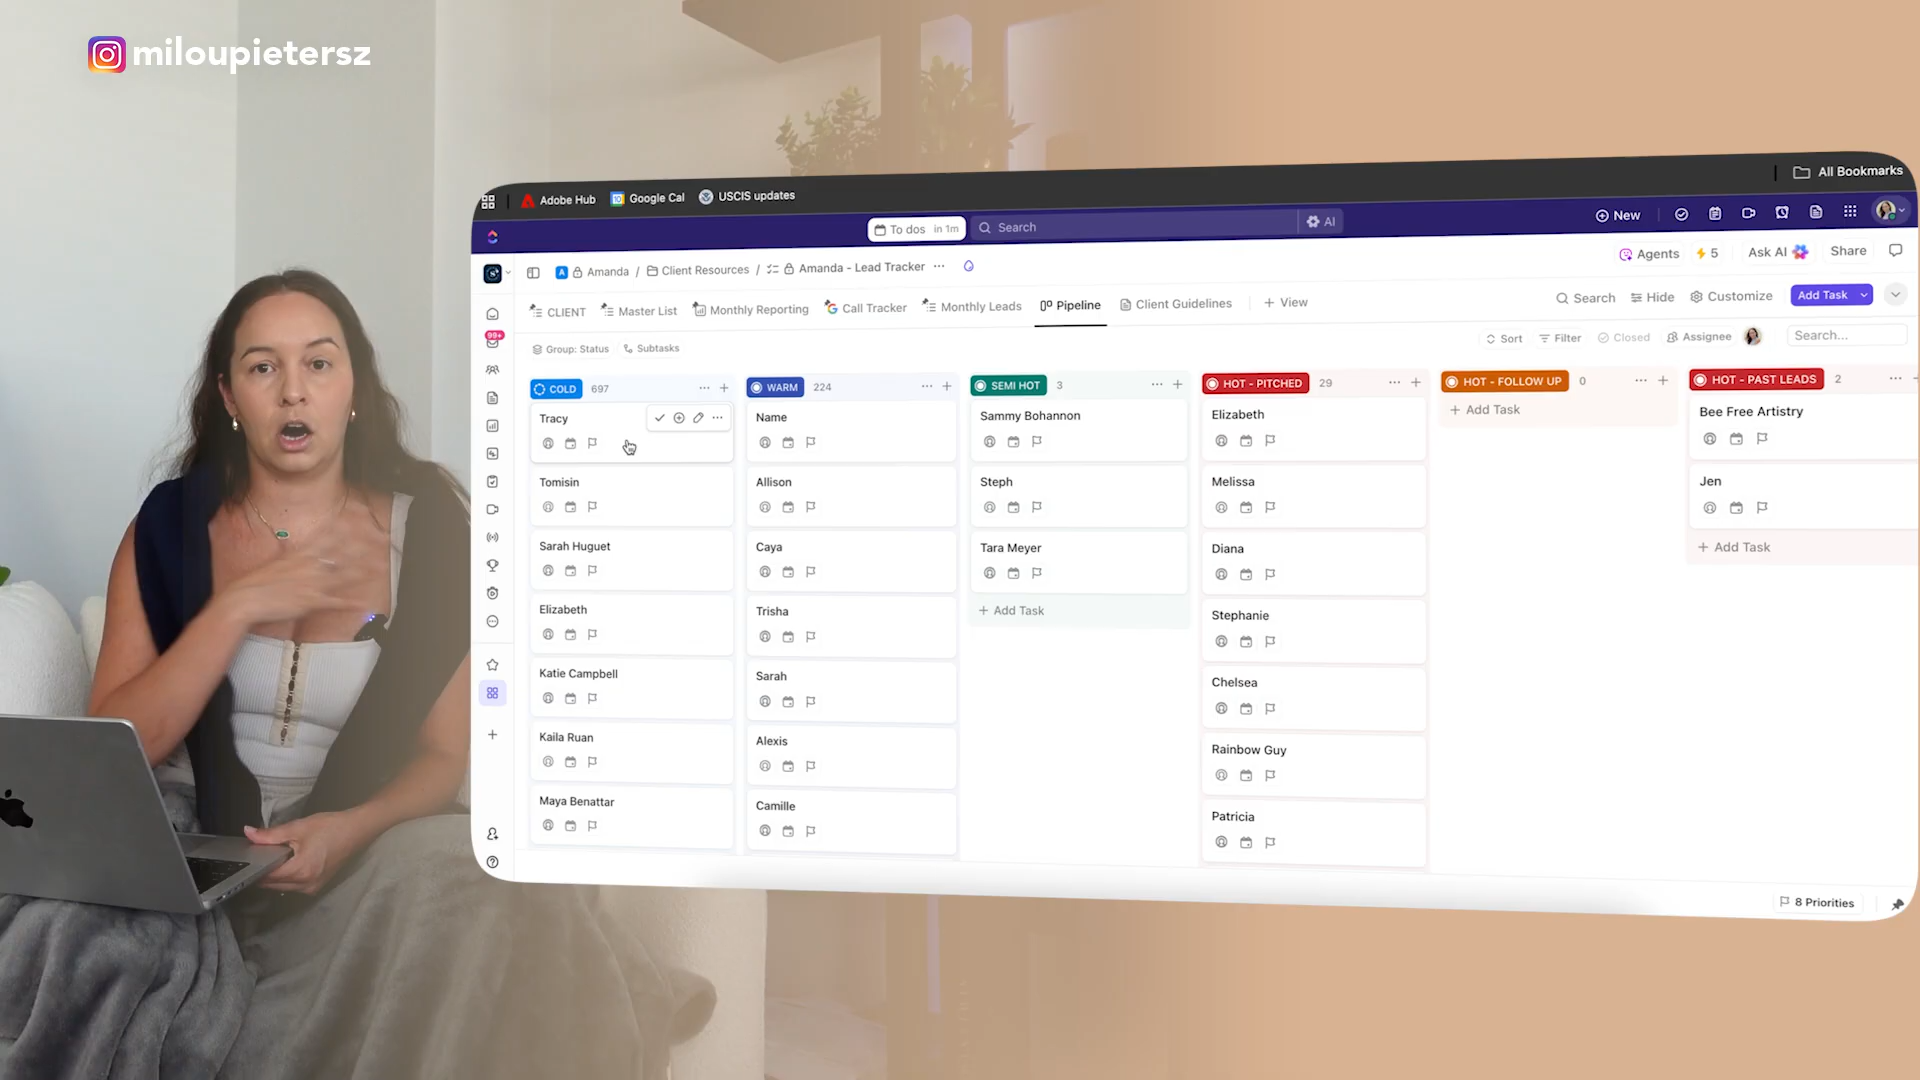 miloupietersz
Adobe Hub Google Cal USCIS updates All Bookmarks
To dos in 1m Search AI New
Amanda / Client Resources / Amanda - Lead Tracker Agents 5 Ask AI Share
CLIENT Master List Monthly Reporting Call Tracker Monthly Leads Pipeline Client Guidelines + View Search Hide Customize Add Task
Group: Status Subtasks Sort Filter Closed Assignee Search...
99+
COLD 697
Tracy
Tomisin
Sarah Huguet
Elizabeth
Katie Campbell
Kaila Ruan
Maya Benattar
WARM 224
Name
Allison
Caya
Trisha
Sarah
Alexis
Camille
SEMI HOT 3
Sammy Bohannon
Steph
Tara Meyer
+ Add Task
HOT - PITCHED 29
Elizabeth
Melissa
Diana
Stephanie
Chelsea
Rainbow Guy
Patricia
HOT - FOLLOW UP 0
+ Add Task
HOT - PAST LEADS 2
Bee Free Artistry
Jen
+ Add Task
8 Priorities